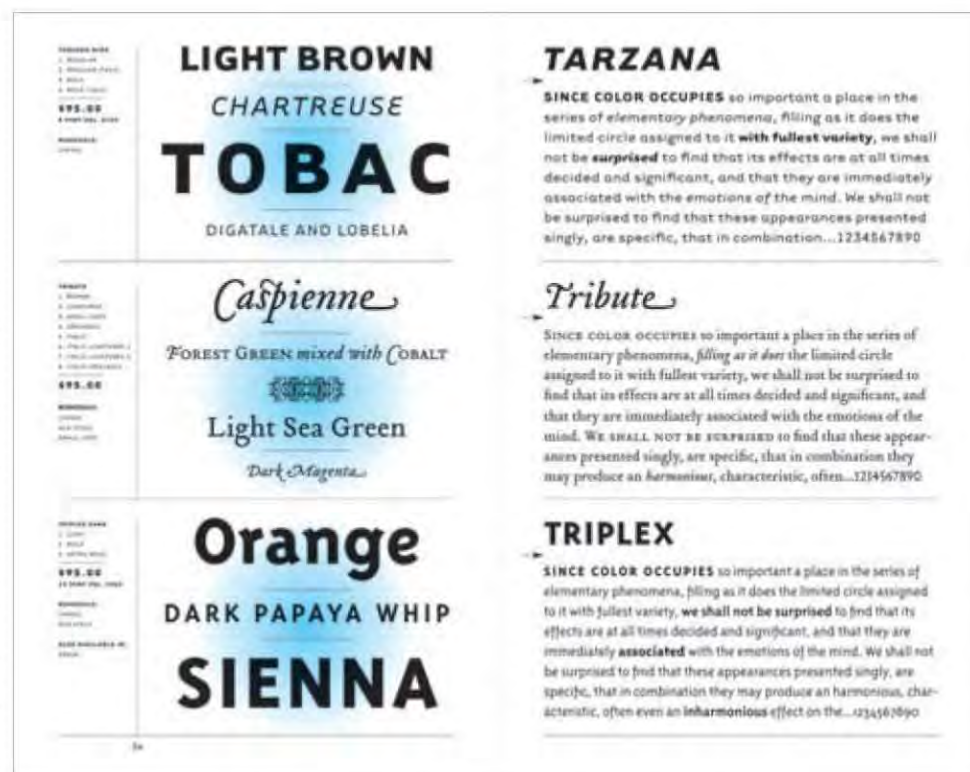 $95.00
LIGHT BROWN
CHARTREUSE
TOBAC
DIGATALE AND LOBELIA
TARZANA
SINCE COLOR OCCUPIES so important a place in the
series of elementary phenomena, filling as it does the
limited circle assigned to it with fullest variety, we shall
not be surprised to find that its effects are at all times
decided and significant, and that they are immediately
associated with the emotions of the mind. We shall not
be surprised to find that these appearances presented
singly, are specific, that in combination...1234567890
TRIBUTE
$95.00
Caspienne
FOREST GREEN mixed with COBALT
Light Sea Green
Dark Magenta
Tribute
SINCE COLOR OCCUPIES so important a place in the series of
elementary phenomena, filling as it does the limited circle
assigned to it with fullest variety, we shall not be surprised to
find that its effects are at all times decided and significant, and
that they are immediately associated with the emotions of the
mind. WE SHALL NOT BE SURPRISED to find that these appear-
ances presented singly, are specific, that in combination they
may produce an harmonious, characteristic, often...1234567890
$95.00
Orange
DARK PAPAYA WHIP
SIENNA
TRIPLEX
SINCE COLOR OCCUPIES so important a place in the series of
elementary phenomena, filling as it does the limited circle assigned
to it with fullest variety, we shall not be surprised to find that its
effects are at all times decided and significant, and that they are
immediately associated with the emotions of the mind. We shall not
be surprised to find that these appearances presented singly, are
specific, that in combination they may produce an harmonious, char-
acteristic, often even an inharmonious effect on the...1234567890